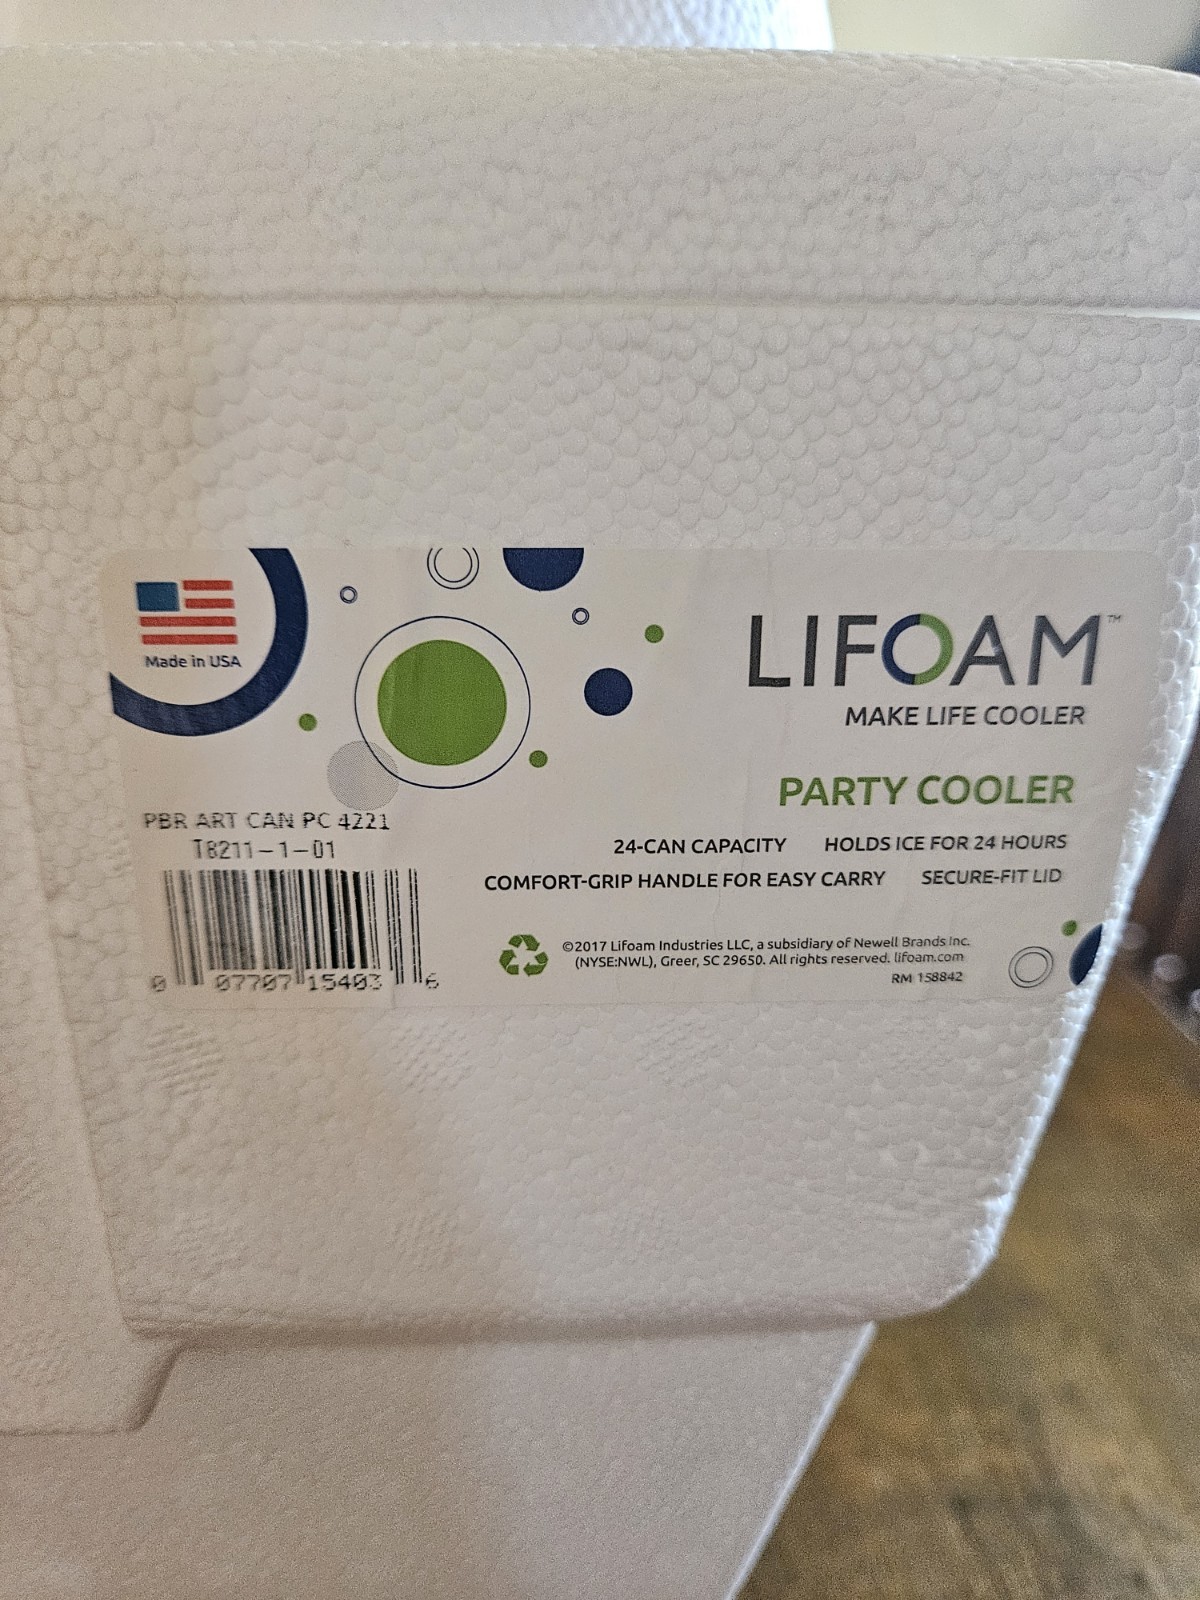 Made in USA
LIFOAM™
MAKE LIFE COOLER
PARTY COOLER
PBR ART CAN PC 4221
T8211-1-01
24-CAN CAPACITY HOLDS ICE FOR 24 HOURS
COMFORT-GRIP HANDLE FOR EASY CARRY SECURE-FIT LID
©2017 Lifoam Industries LLC, a subsidiary of Newell Brands Inc.
(NYSE:NWL), Greer, SC 29650. All rights reserved. lifoam.com
RM 158842
0 07707 15403 6